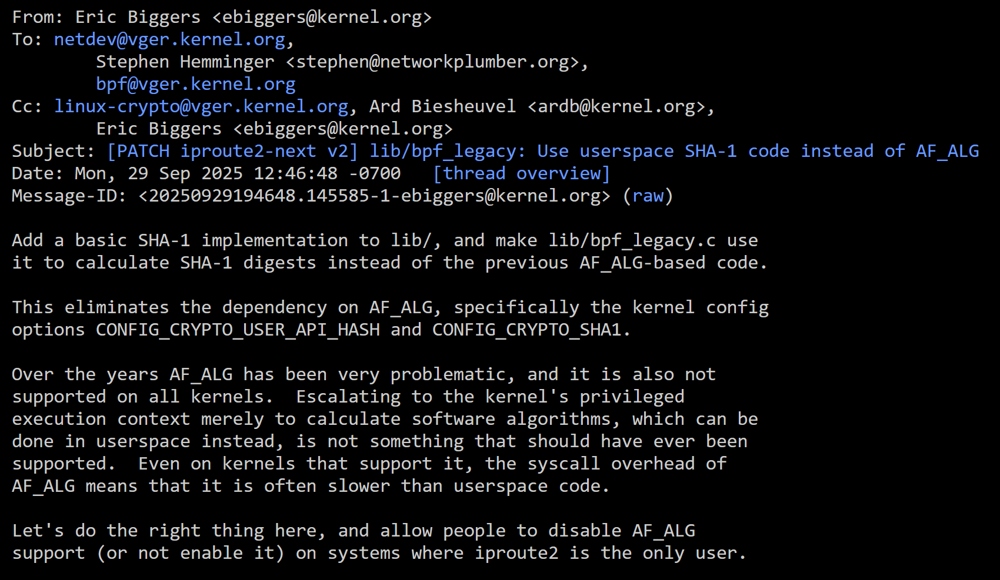 From: Eric Biggers <ebiggers@kernel.org>
To: netdev@vger.kernel.org,
Stephen Hemminger <stephen@networkplumber.org>,
bpf@vger.kernel.org
Cc: linux-crypto@vger.kernel.org, Ard Biesheuvel <ardb@kernel.org>,
Eric Biggers <ebiggers@kernel.org>
Subject: [PATCH iproute2-next v2] lib/bpf_legacy: Use userspace SHA-1 code instead of AF_ALG
Date: Mon, 29 Sep 2025 12:46:48 -0700   [thread overview]
Message-ID: <20250929194648.145585-1-ebiggers@kernel.org> (raw)

Add a basic SHA-1 implementation to lib/, and make lib/bpf_legacy.c use
it to calculate SHA-1 digests instead of the previous AF_ALG-based code.

This eliminates the dependency on AF_ALG, specifically the kernel config
options CONFIG_CRYPTO_USER_API_HASH and CONFIG_CRYPTO_SHA1.

Over the years AF_ALG has been very problematic, and it is also not
supported on all kernels.  Escalating to the kernel's privileged
execution context merely to calculate software algorithms, which can be
done in userspace instead, is not something that should have ever been
supported.  Even on kernels that support it, the syscall overhead of
AF_ALG means that it is often slower than userspace code.

Let's do the right thing here, and allow people to disable AF_ALG
support (or not enable it) on systems where iproute2 is the only user.